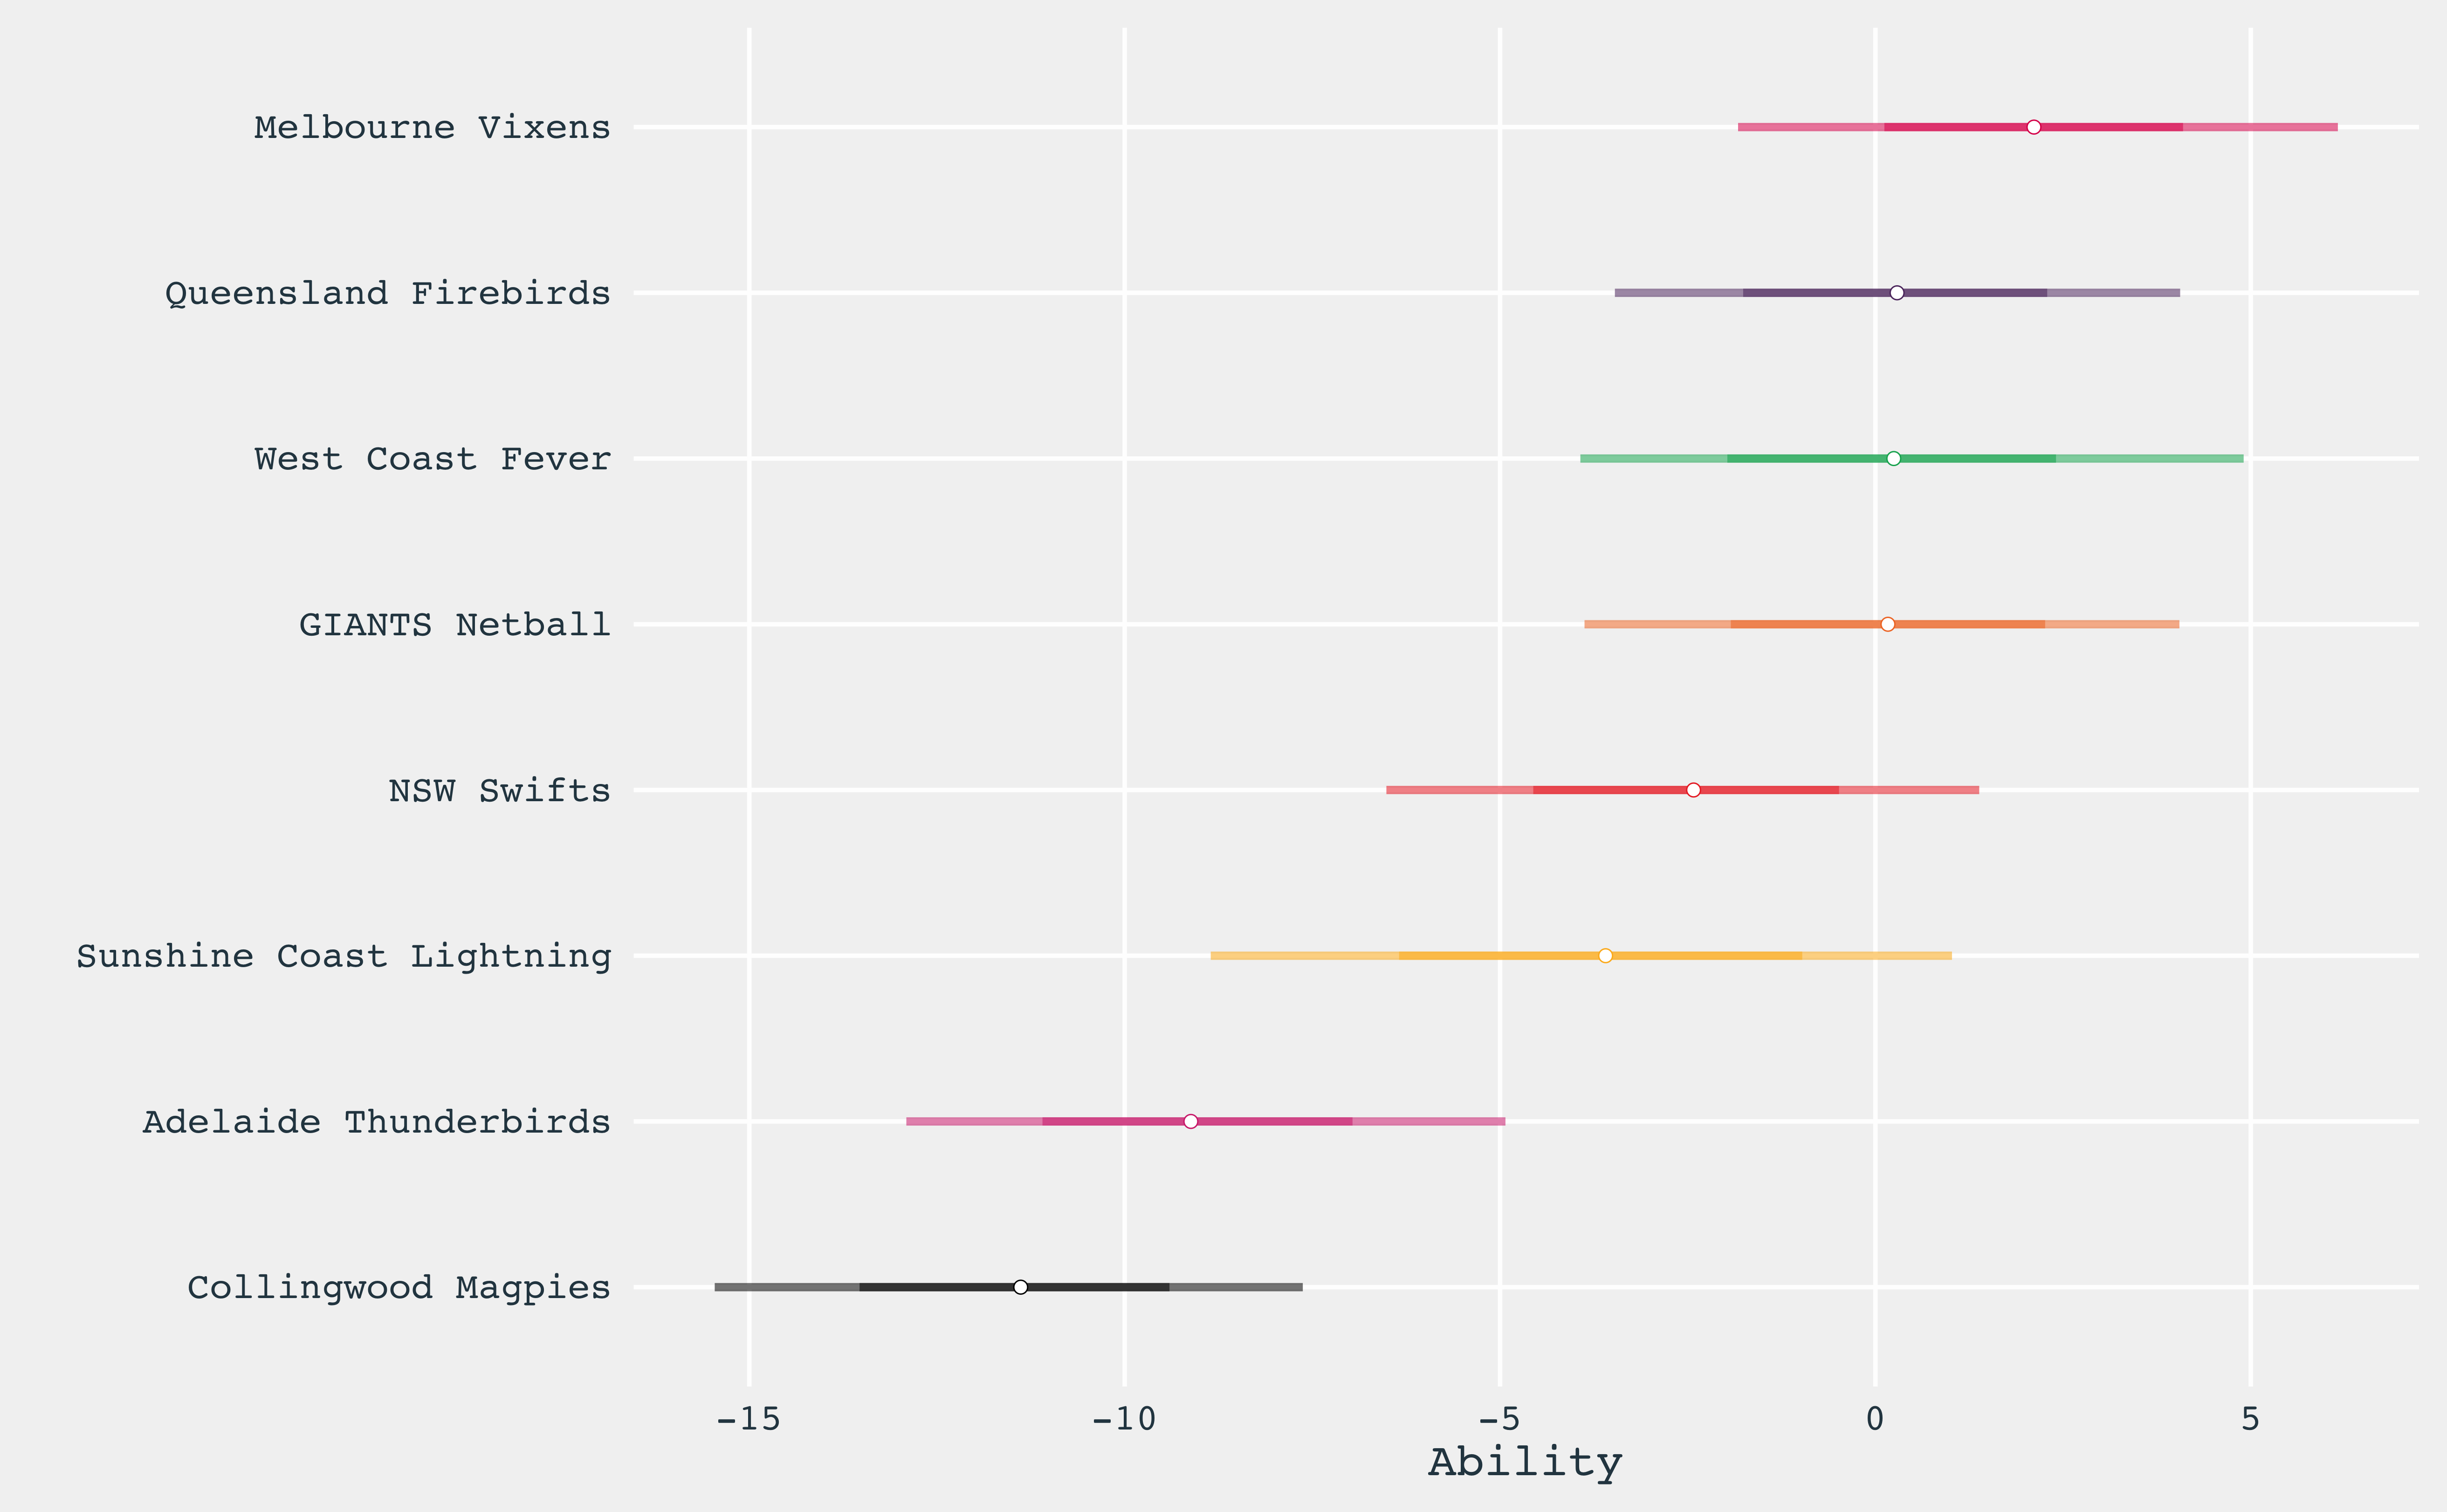 Melbourne Vixens
Queensland Firebirds
West Coast Fever
GIANTS Netball
NSW Swifts
Sunshine Coast Lightning
Adelaide Thunderbirds
Collingwood Magpies
-15 -10 -5 0 5
Ability